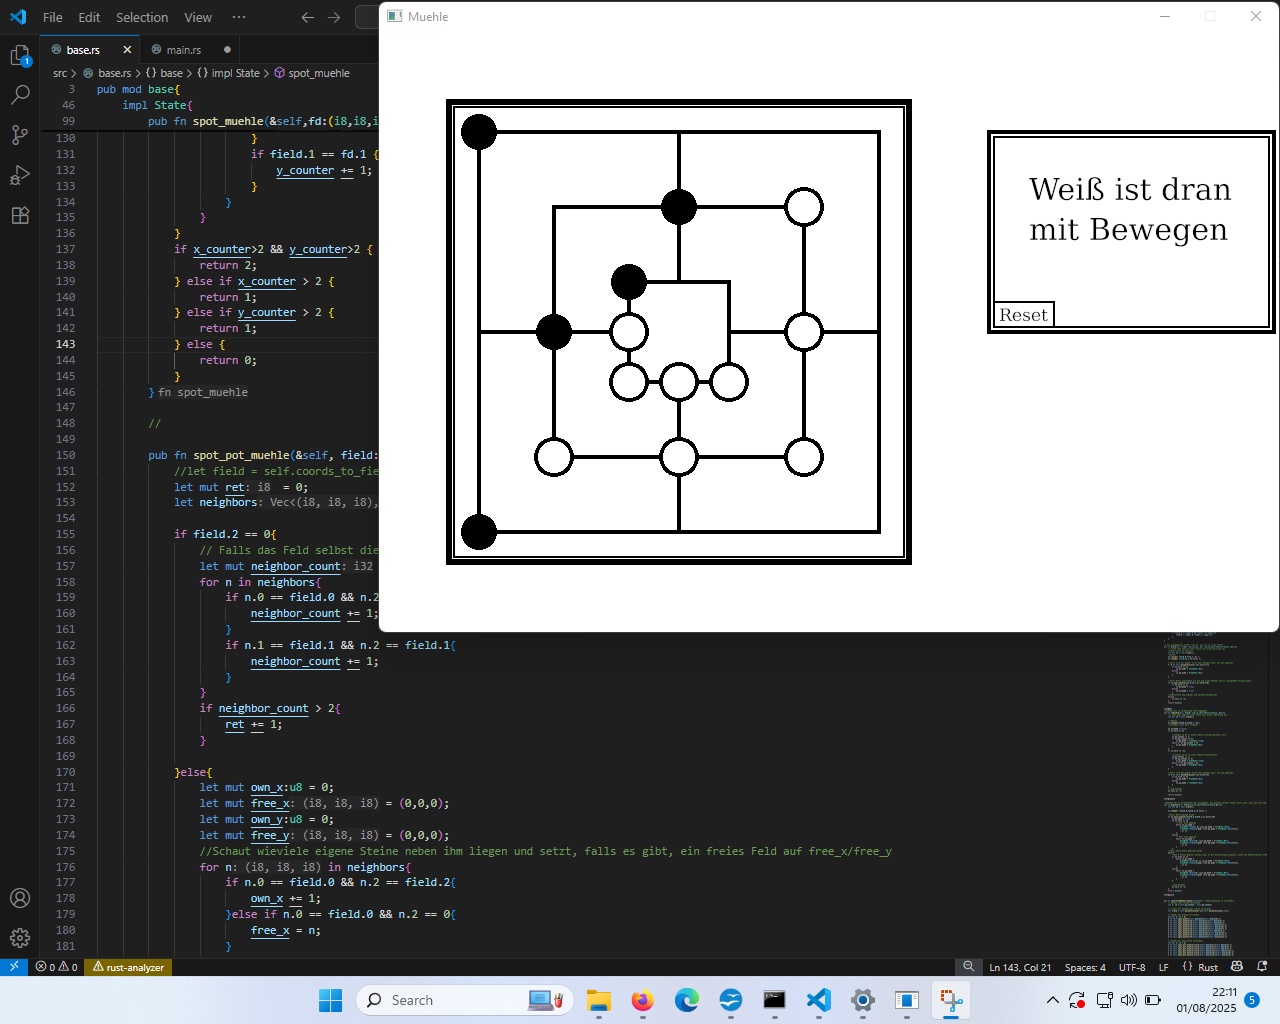 File Edit Selection View ···
Muehle
base.rs
main.rs
src > base.rs > {} base > {} impl State > spot_muehle
3 pub mod base{
46 impl State{
99 pub fn spot_muehle(&self,fd:(i8,i8,i
130 }
131 if field.1 == fd.1 {
132 y_counter += 1;
133 }
134 }
135 }
136 }
137 if x_counter>2 && y_counter>2 {
138 return 2;
139 } else if x_counter > 2 {
140 return 1;
141 } else if y_counter > 2 {
142 return 1;
143 } else {
144 return 0;
145 }
146 } fn spot_muehle
147
148 //
149
150 pub fn spot_pot_muehle(&self, field:
151 //let field = self.coords_to_fie
152 let mut ret: i8 = 0;
153 let neighbors: Vec<(i8, i8, i8),
154
155 if field.2 == 0{
156 // Falls das Feld selbst die
157 let mut neighbor_count: i32
158 for n in neighbors{
159 if n.0 == field.0 && n.2
160 neighbor_count += 1;
161 }
162 if n.1 == field.1 && n.2 == field.1{
163 neighbor_count += 1;
164 }
165 }
166 if neighbor_count > 2{
167 ret += 1;
168 }
169
170 }else{
171 let mut own_x:u8 = 0;
172 let mut free_x: (i8, i8, i8) = (0,0,0);
173 let mut own_y:u8 = 0;
174 let mut free_y: (i8, i8, i8) = (0,0,0);
175 //Schaut wieviele eigene Steine neben ihm liegen und setzt, falls es gibt, ein freies Feld auf free_x/free_y
176 for n: (i8, i8, i8) in neighbors{
177 if n.0 == field.0 && n.2 == field.2{
178 own_x += 1;
179 }else if n.0 == field.0 && n.2 == 0{
180 free_x = n;
181 }
Weiß ist dran
mit Bewegen
Reset
1
0 0 rust-analyzer
Ln 143, Col 21 Spaces: 4 UTF-8 LF {} Rust
Search
22:11
01/08/2025
5